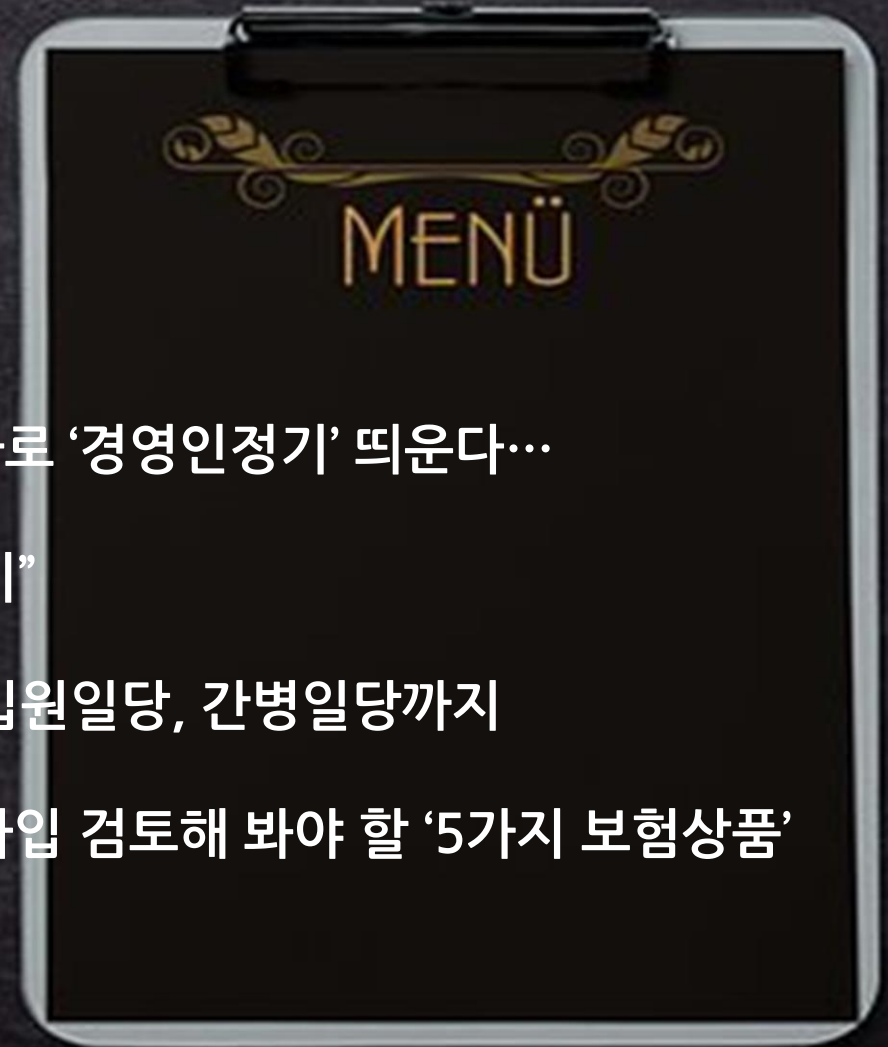 MENÜ
로 ‘경영인정기’ 띄운다…
”
입원일당, 간병일당까지
가입 검토해 봐야 할 ‘5가지 보험상품’